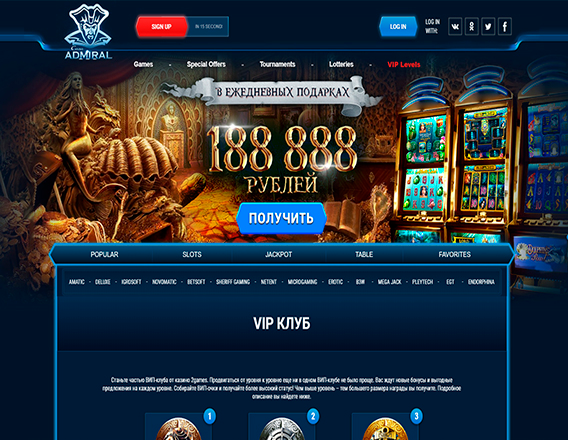 SIGN UP
IN 15 SECOND!
LOG IN
LOG IN
WITH:
ADMIRAL
Games - Special Offers - Tournaments - Lotteries - VIP Levels
В ЕЖЕДНЕВНЫХ ПОДАРКАХ
188 888
РУБЛЕЙ
ПОЛУЧИТЬ
POPULAR SLOTS JACKPOT TABLE FAVORITES
AMATIC - DELUXE - IGROSOFT - NOVOMATIC - BETSOFT - SHERIFF GAMING - NETENT - MICROGAMING - EROTIC - B3W - MEGA JACK - PLEYTECH - EGT - ENDORPHINA
VIP КЛУБ
Станьте частью ВИП-клуба от казино 2games. Продвигаться от уровня к уровню еще ни в одном ВИП-клубе не было проще. Вас ждут новые бонусы и выгодные
предложения на каждом уровне. Собирайте ВИП-очки и получайте более высокий статус! Чем выше уровень – тем большего размера награды вы получите. Подробное
описание вы найдете ниже.
1 2 3